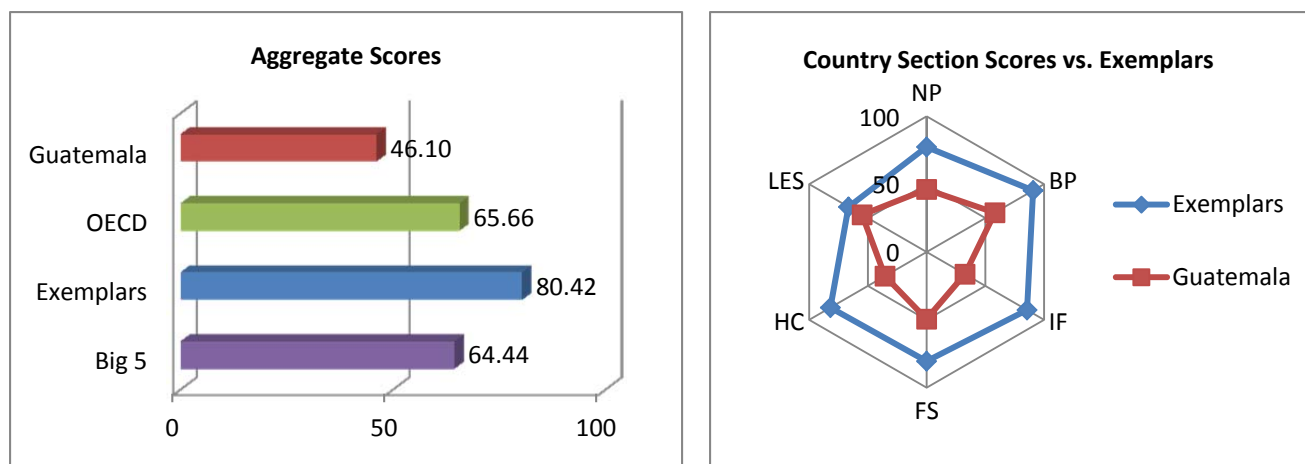 Aggregate Scores
Guatemala
46.10
OECD
65.66
Exemplars
80.42
Big 5
64.44
0
50
100
Country Section Scores vs. Exemplars
NP
100
50
0
LES
BP
HC
IF
FS
Exemplars
Guatemala